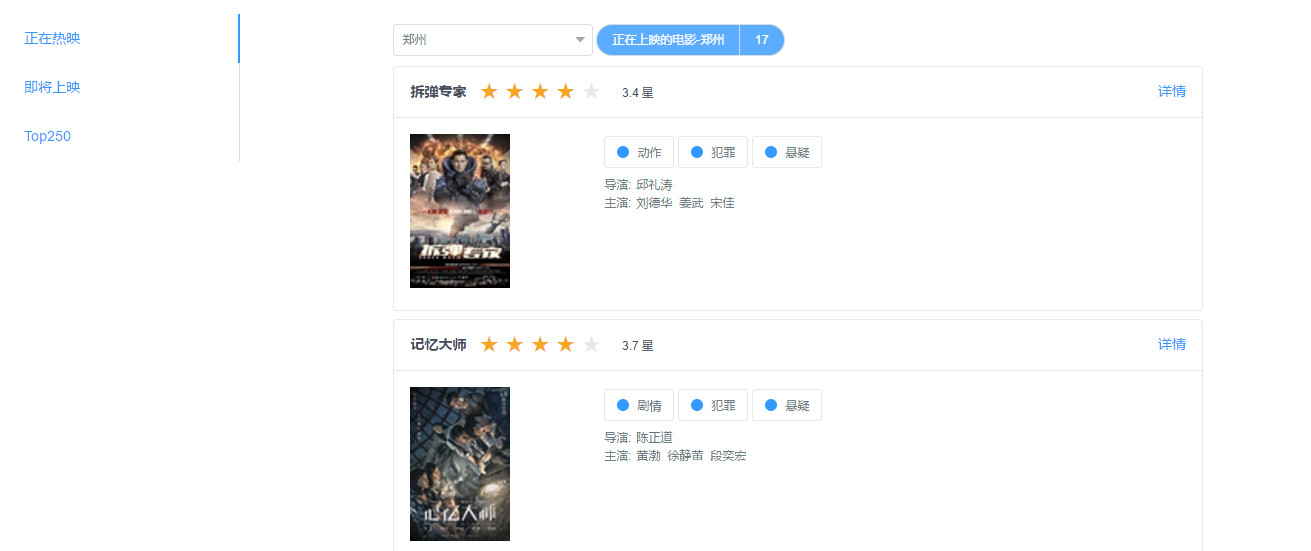 正在热映
即将上映
Top250
郑州
正在上映的电影-郑州 17
拆弹专家 3.4 星 详情
动作 犯罪 悬疑
导演: 邱礼涛
主演: 刘德华 姜武 宋佳
拆弹专家
记忆大师 3.7 星 详情
剧情 犯罪 悬疑
导演: 陈正道
主演: 黄渤 徐静蕾 段奕宏
记忆大师